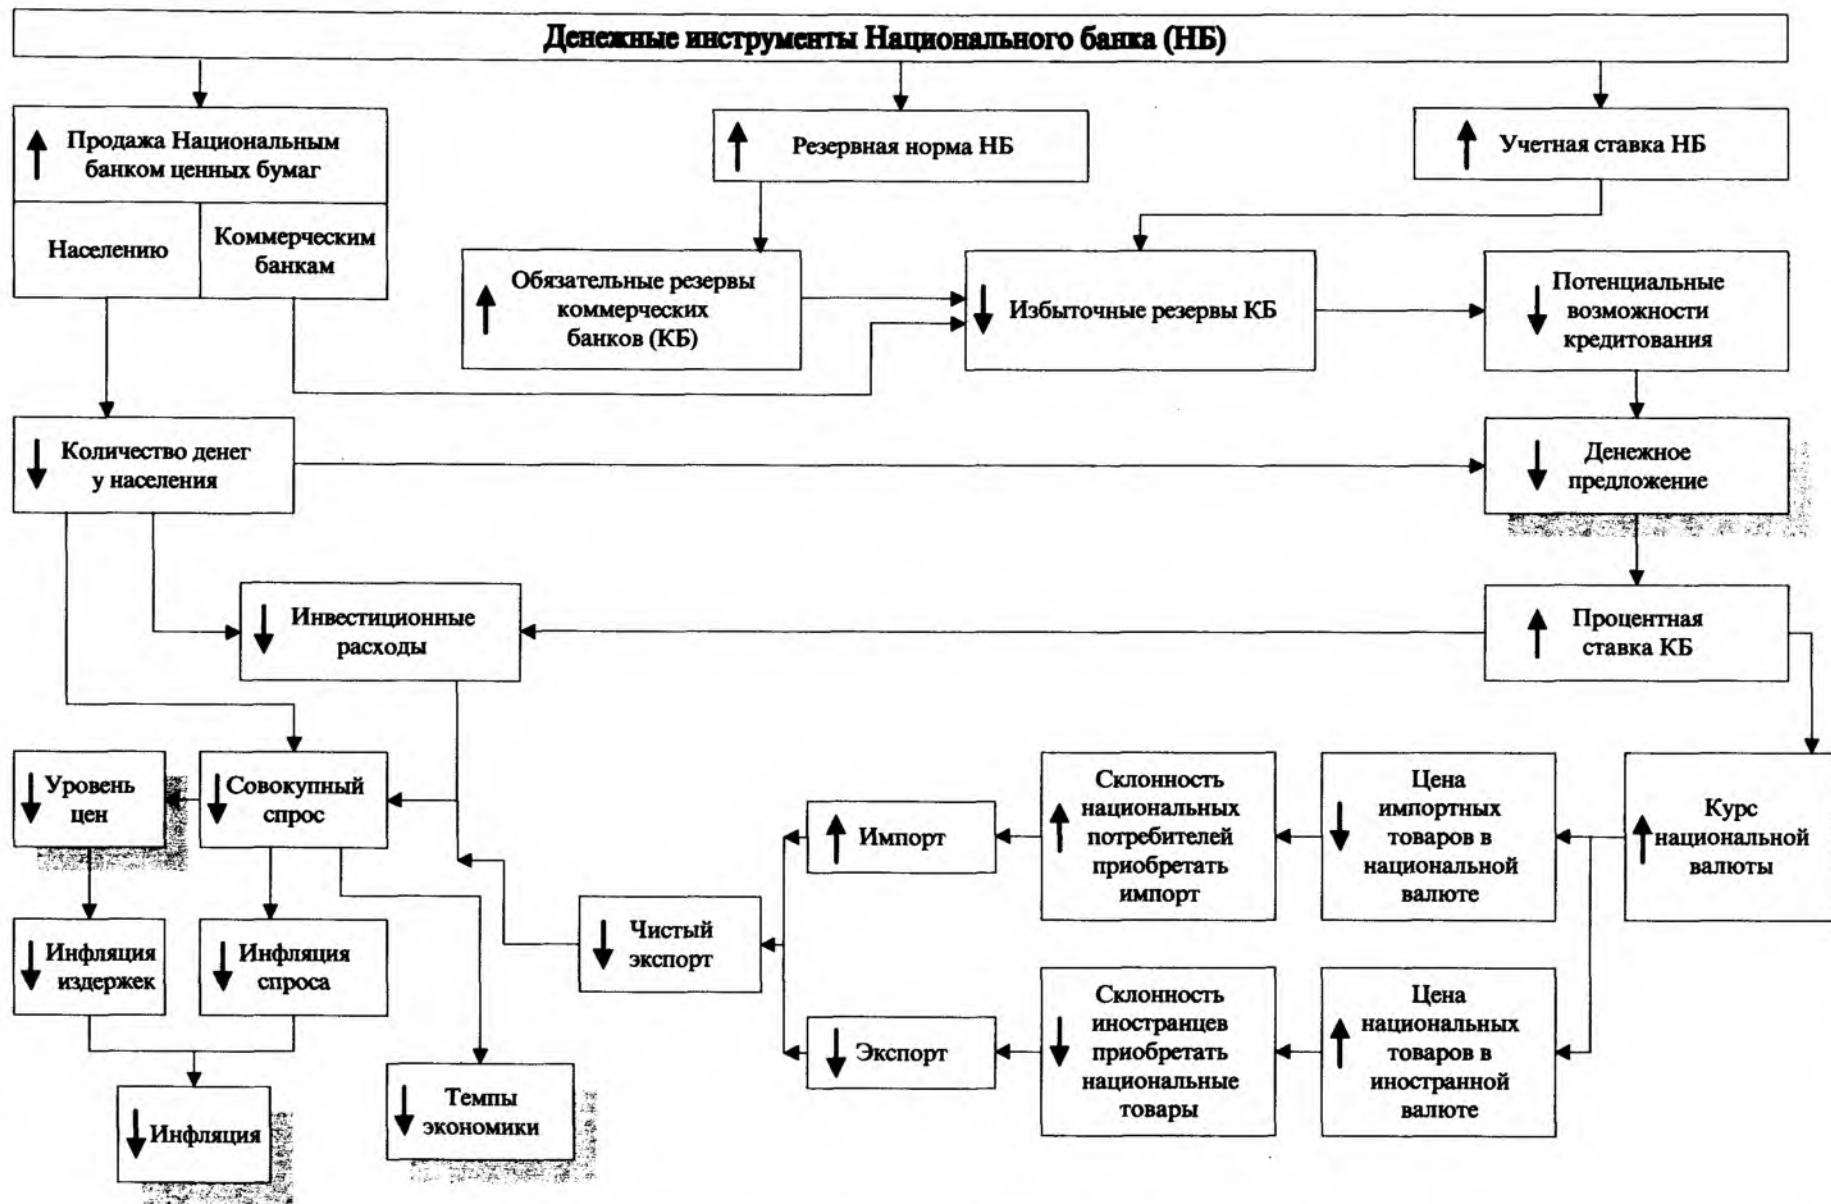 Денежные инструменты Национального банка (НБ)
Продажа Национальным
банком ценных бумаг
Населению
Коммерческим
банкам
Резервная норма НБ
Учетная ставка НБ
Обязательные резервы
коммерческих
банков (КБ)
Избыточные резервы КБ
Потенциальные
возможности
кредитования
Количество денег
у населения
Денежное
предложение
Инвестиционные
расходы
Процентная
ставка КБ
Уровень
цен
Совокупный
спрос
Импорт
Склонность
национальных
потребителей
приобретать
импорт
Цена
импортных
товаров в
национальной
валюте
Курс
национальной
валюты
Инфляция
издержек
Инфляция
спроса
Чистый
экспорт
Экспорт
Склонность
иностранцев
приобретать
национальные
товары
Цена
национальных
товаров в
иностранной
валюте
Инфляция
Темпы
экономики